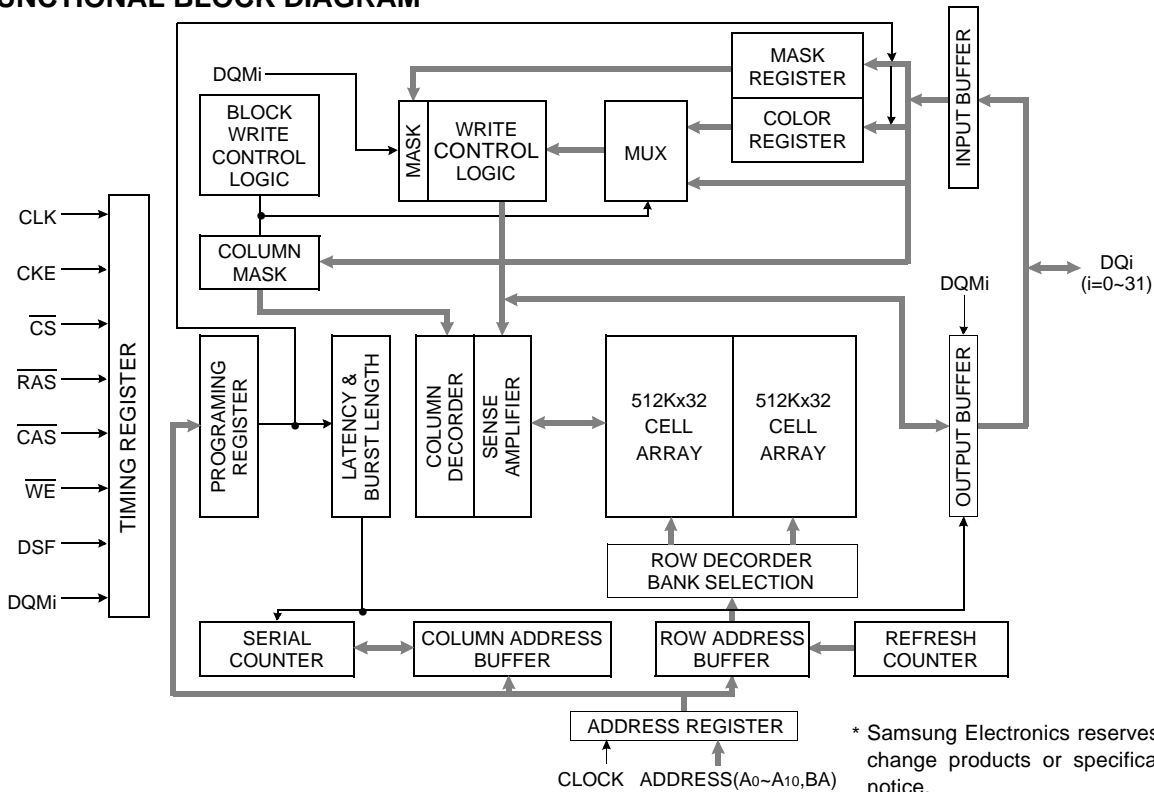 FUNCTIONAL BLOCK DIAGRAM
DQMi
BLOCK
WRITE
CONTROL
LOGIC
MASK
WRITE
CONTROL
LOGIC
MUX
MASK
REGISTER
COLOR
REGISTER
INPUT BUFFER
CLK
CKE
CS
RAS
CAS
WE
DSF
DQMi
TIMING REGISTER
COLUMN
MASK
DQMi
DQi
(i=0~31)
PROGRAMING
REGISTER
LATENCY &
BURST LENGTH
COLUMN
DECORDER
SENSE
AMPLIFIER
512Kx32
CELL
ARRAY
512Kx32
CELL
ARRAY
OUTPUT BUFFER
ROW DECORDER
BANK SELECTION
SERIAL
COUNTER
COLUMN ADDRESS
BUFFER
ROW ADDRESS
BUFFER
REFRESH
COUNTER
ADDRESS REGISTER
CLOCK
ADDRESS(A0~A10,BA)
* Samsung Electronics reserves
change products or specifica
notice.